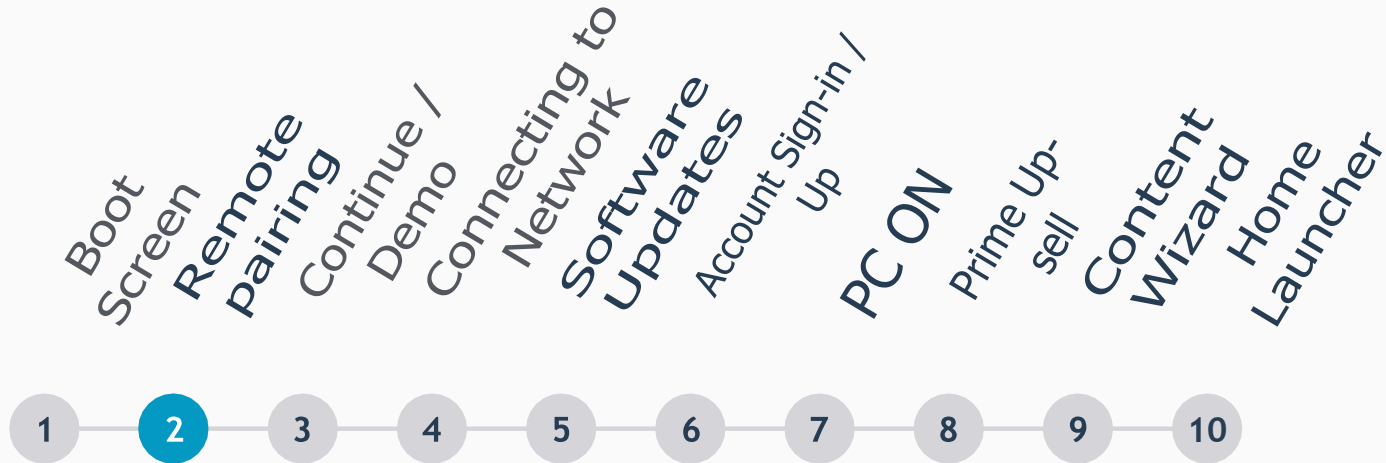 Boot
Screen
Remote
pairing
Continue /
Demo
Connecting to
Network
Software
Updates
Account Sign-in /
Up
PC ON
Prime Up-
sell
Content
Wizard
Home
Launcher
1
2
3
4
5
6
7
8
9
10